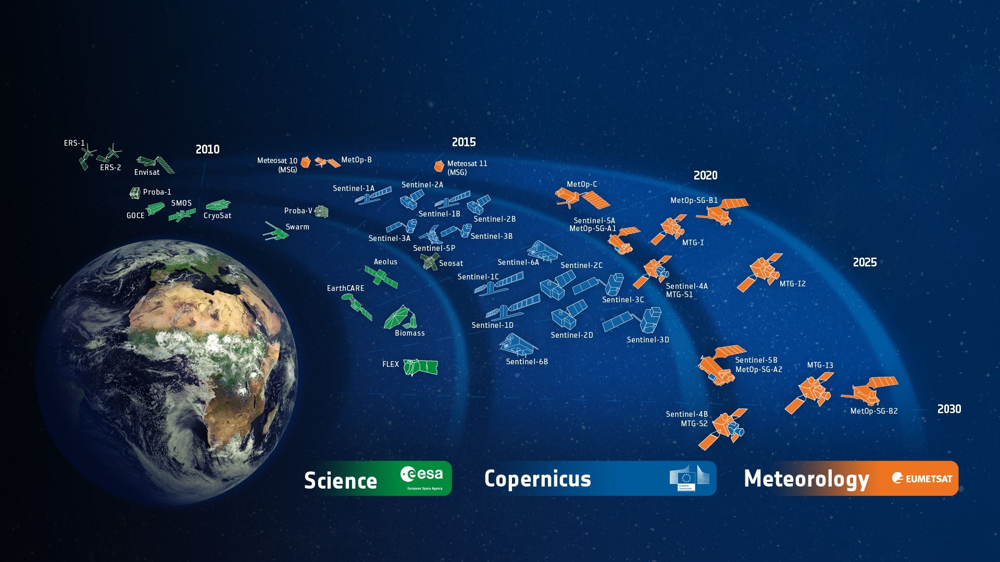 2010
2015
2020
2025
2030
ERS-1
ERS-2
Envisat
Proba-1
GOCE
SMOS
CryoSat
Meteosat 10
(MSG)
MetOp-B
Meteosat 11
(MSG)
Sentinel-1A
Sentinel-2A
Sentinel-1B
Sentinel-2B
Proba-V
Swarm
Sentinel-3A
Sentinel-5P
Sentinel-3B
Seosat
Aeolus
EarthCARE
Biomass
FLEX
MetOp-C
MetOp-SG-B1
Sentinel-5A
MetOp-SG-A1
MTG-I
Sentinel-6A
Sentinel-1C
Sentinel-2C
Sentinel-3C
Sentinel-4A
MTG-S1
MTG-I2
Sentinel-1D
Sentinel-2D
Sentinel-3D
Sentinel-6B
Sentinel-5B
MetOp-SG-A2
MTG-I3
MetOp-SG-B2
Sentinel-4B
MTG-S2
Science
esa
European Space Agency
Copernicus
European
Commission
Meteorology
EUMETSAT